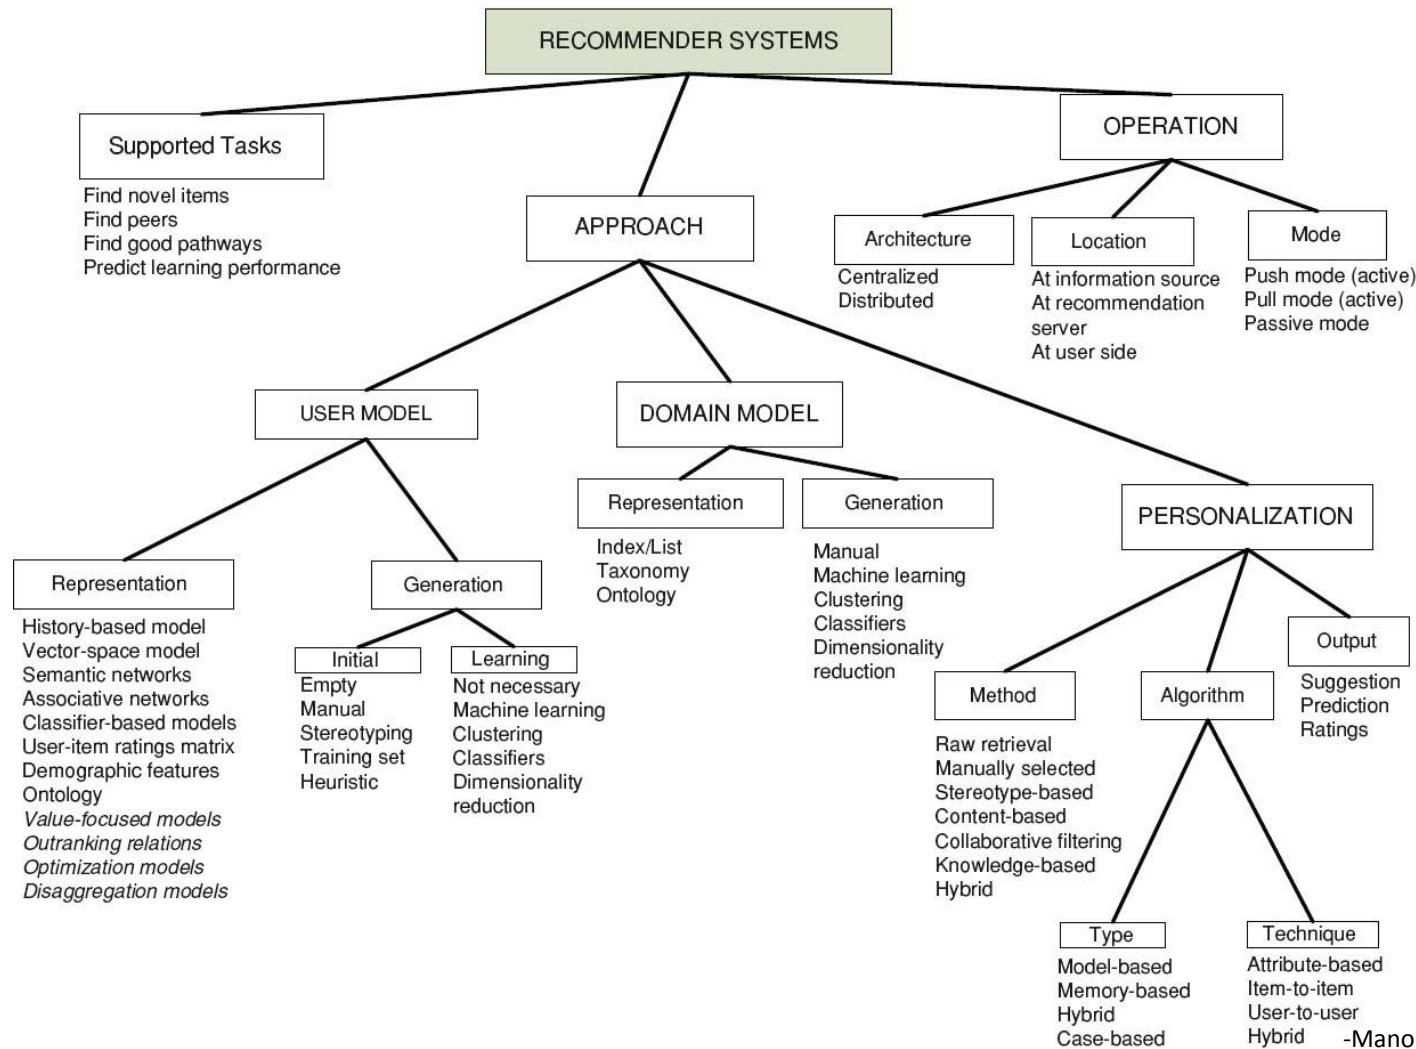 RECOMMENDER SYSTEMS
Supported Tasks
Find novel items
Find peers
Find good pathways
Predict learning performance
OPERATION
Architecture
Centralized
Distributed
Location
At information source
At recommendation
server
At user side
Mode
Push mode (active)
Pull mode (active)
Passive mode
APPROACH
USER MODEL
Representation
History-based model
Vector-space model
Semantic networks
Associative networks
Classifier-based models
User-item ratings matrix
Demographic features
Ontology
Value-focused models
Outranking relations
Optimization models
Disaggregation models
Generation
Initial
Empty
Manual
Stereotyping
Training set
Heuristic
Learning
Not necessary
Machine learning
Clustering
Classifiers
Dimensionality
reduction
DOMAIN MODEL
Representation
Index/List
Taxonomy
Ontology
Generation
Manual
Machine learning
Clustering
Classifiers
Dimensionality
reduction
PERSONALIZATION
Method
Raw retrieval
Manually selected
Stereotype-based
Content-based
Collaborative filtering
Knowledge-based
Hybrid
Algorithm
Type
Model-based
Memory-based
Hybrid
Case-based
Technique
Attribute-based
Item-to-item
User-to-user
Hybrid
Output
Suggestion
Prediction
Ratings
-Mano